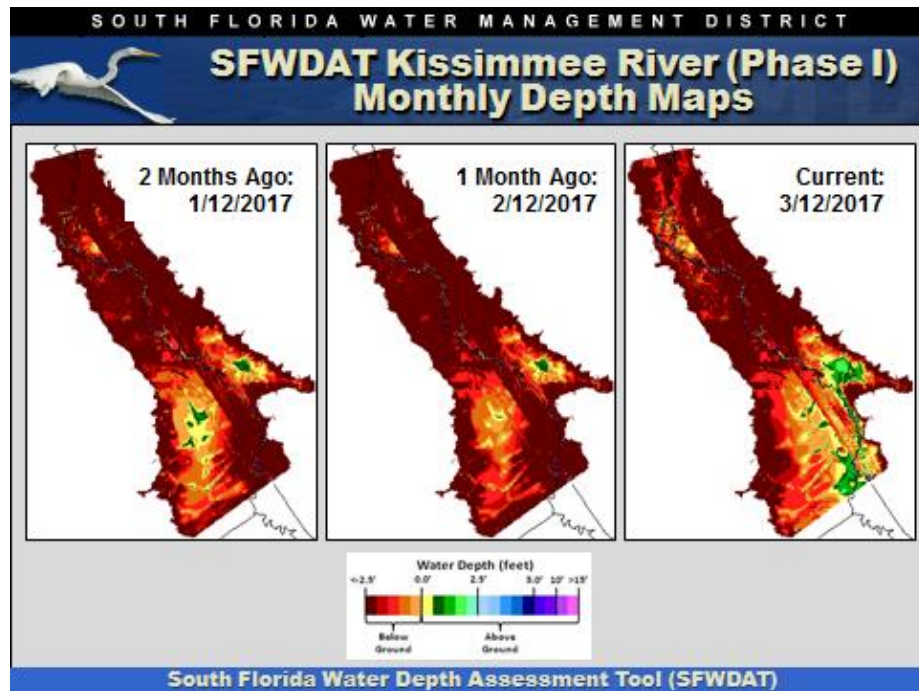 SOUTH FLORIDA WATER MANAGEMENT DISTRICT
SFWDAT Kissimmee River (Phase I)
Monthly Depth Maps
2 Months Ago:
1/12/2017
1 Month Ago:
2/12/2017
Current:
3/12/2017
Water Depth (feet)
<-2.5' 0.0' 2.5' 5.0' 10' >15'
Below Above
Ground Ground
South Florida Water Depth Assessment Tool (SFWDAT)